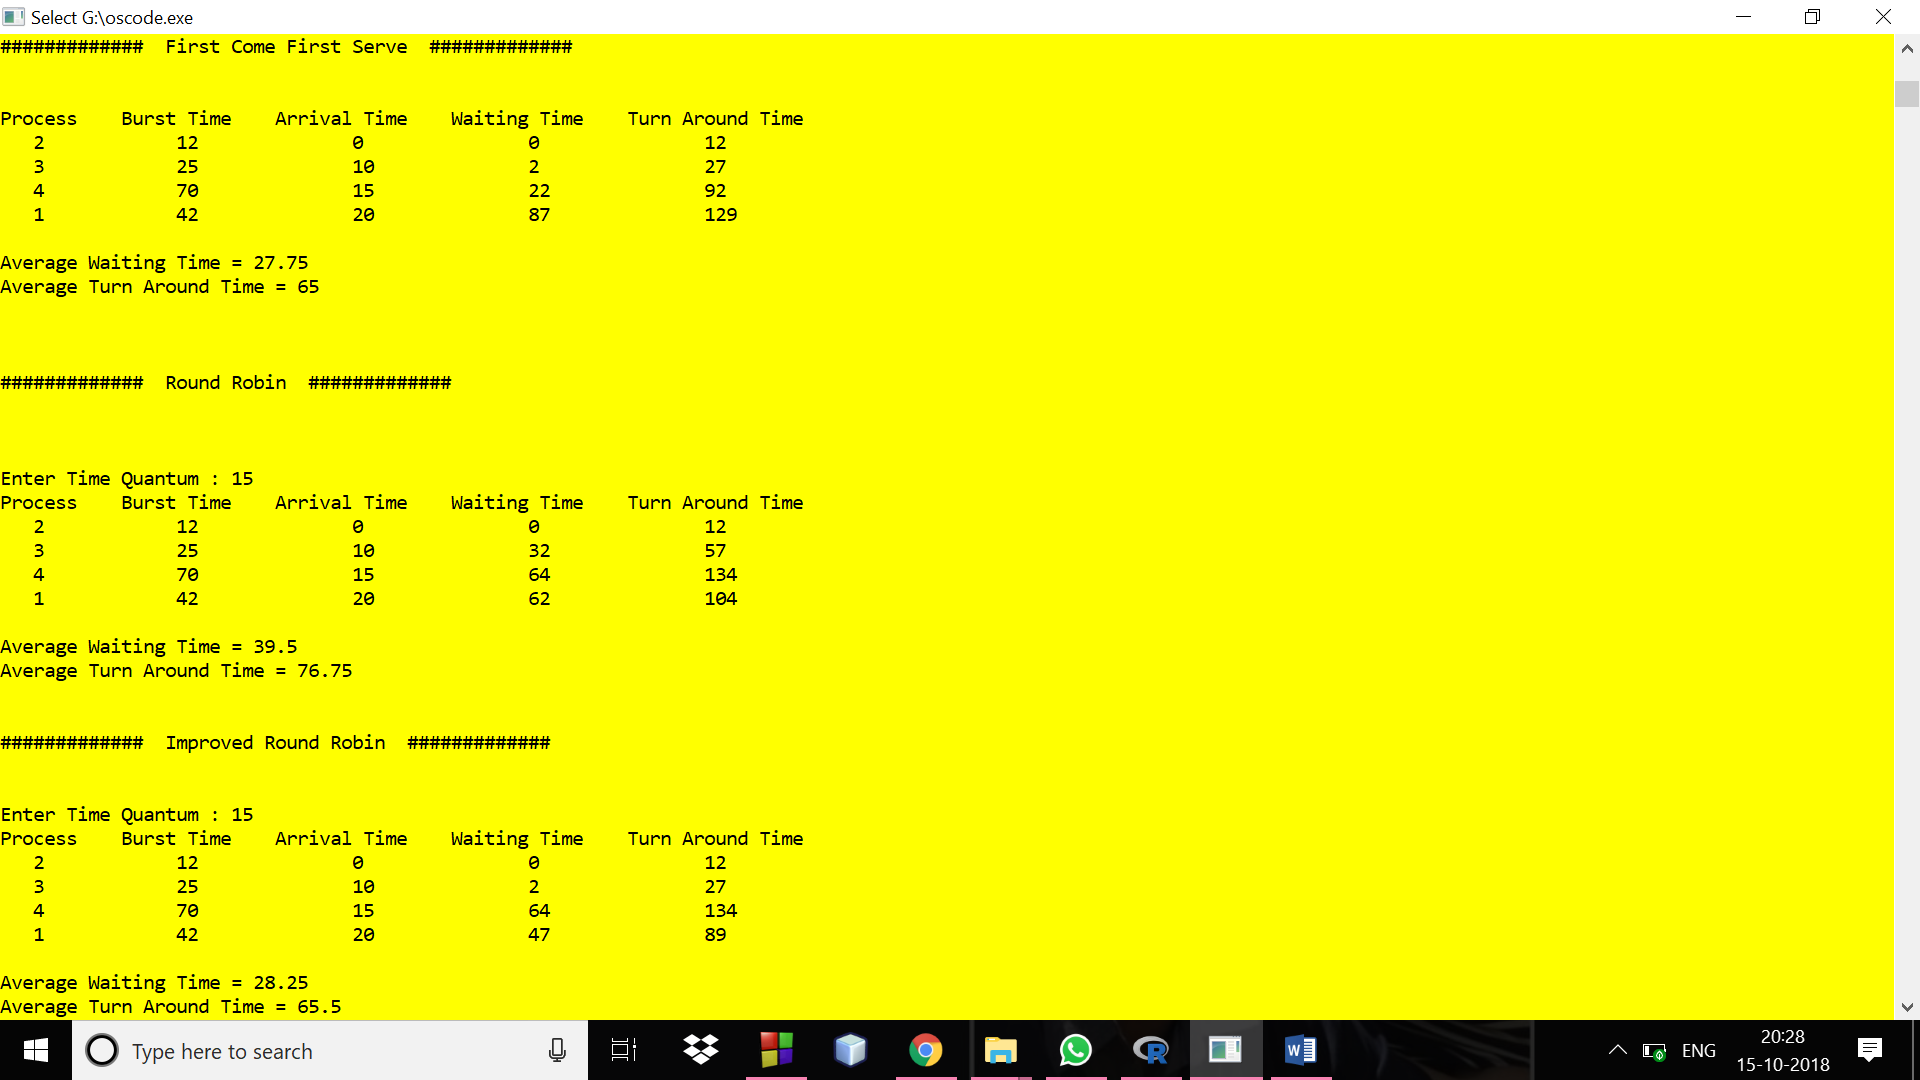 Select G:\oscode.exe
############# First Come First Serve #############
Process Burst Time Arrival Time Waiting Time Turn Around Time
2 12 0 0 12
3 25 10 2 27
4 70 15 22 92
1 42 20 87 129
Average Waiting Time = 27.75
Average Turn Around Time = 65
############# Round Robin #############
Enter Time Quantum : 15
Process Burst Time Arrival Time Waiting Time Turn Around Time
2 12 0 0 12
3 25 10 32 57
4 70 15 64 134
1 42 20 62 104
Average Waiting Time = 39.5
Average Turn Around Time = 76.75
############# Improved Round Robin #############
Enter Time Quantum : 15
Process Burst Time Arrival Time Waiting Time Turn Around Time
2 12 0 0 12
3 25 10 2 27
4 70 15 64 134
1 42 20 47 89
Average Waiting Time = 28.25
Average Turn Around Time = 65.5
Type here to search
ENG
20:28
15-10-2018